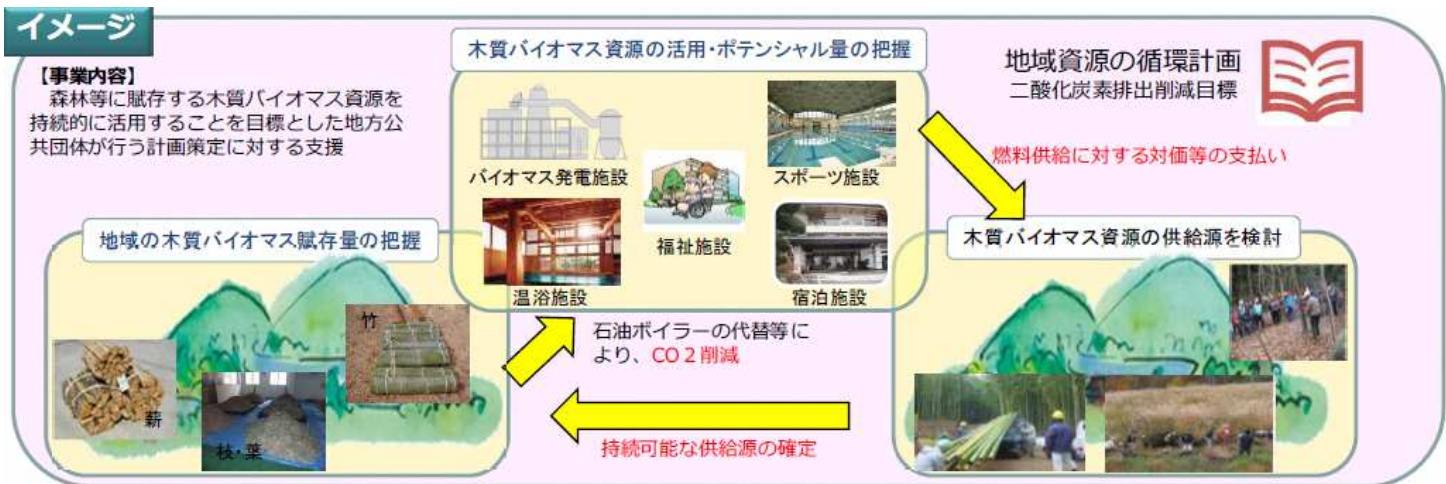 イメージ
【事業内容】
森林等に賦存する木質バイオマス資源を
持続的に活用することを目標とした地方公
共団体が行う計画策定に対する支援
木質バイオマス資源の活用・ポテンシャル量の把握
バイオマス発電施設
スポーツ施設
福祉施設
温浴施設
宿泊施設
地域資源の循環計画
二酸化炭素排出削減目標
燃料供給に対する対価等の支払い
地域の木質バイオマス賦存量の把握
竹
薪
枝・葉
石油ボイラーの代替等に
より、CO2削減
木質バイオマス資源の供給源を検討
持続可能な供給源の確定